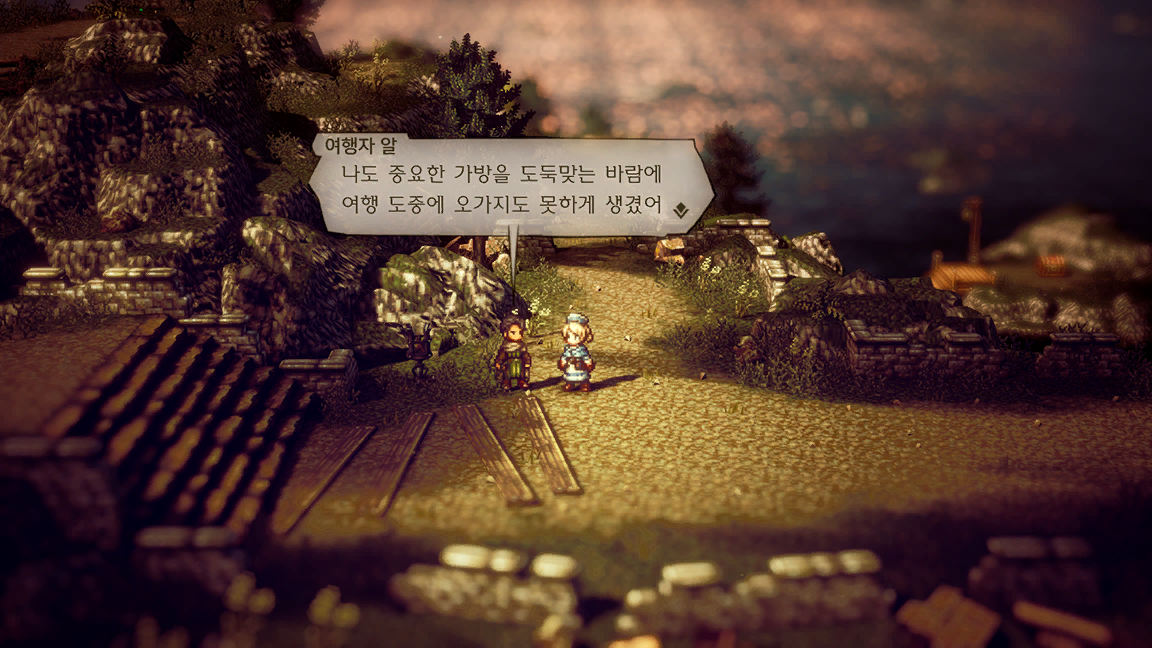 여행자 알
나도 중요한 가방을 도둑맞는 바람에
여행 도중에 오가지도 못하게 생겼어